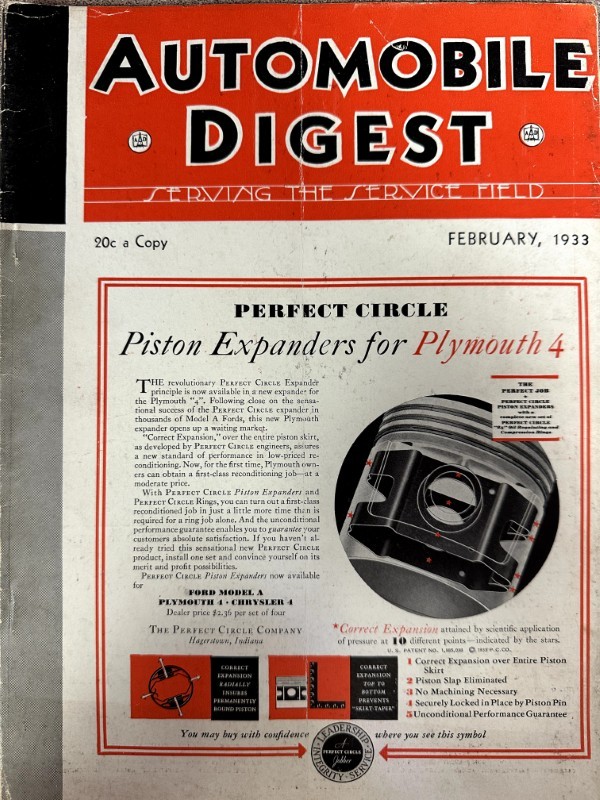 AUTOMOBILE
DIGEST
SERVING THE SERVICE FIELD
20c a Copy
FEBRUARY, 1933
PERFECT CIRCLE
Piston Expanders for Plymouth 4
THE revolutionary PERFECT CIRCLE Expander
principle is now available in a new expander for
the Plymouth "4". Following close on the sensa-
tional success of the PERFECT CIRCLE expander in
thousands of Model A Fords, this new Plymouth
expander opens up a waiting market.
"Correct Expansion," over the entire piston skirt,
as developed by PERFECT CIRCLE engineers, assures
a new standard of performance in low-priced re-
conditioning. Now, for the first time, Plymouth own-
ers can obtain a first-class reconditioning job—at a
moderate price.
With PERFECT CIRCLE Piston Expanders and
PERFECT CIRCLE Rings, you can turn out a first-class
reconditioned job in just a little more time than is
required for a ring job alone. And the unconditional
performance guarantee enables you to guarantee your
customers absolute satisfaction. If you haven't al-
ready tried this sensational new PERFECT CIRCLE
product, install one set and convince yourself on its
merit and profit possibilities.
PERFECT CIRCLE Piston Expanders now available
for
FORD MODEL A
PLYMOUTH 4 · CHRYSLER 4
Dealer price $2.36 per set of four
THE PERFECT CIRCLE COMPANY
Hagerstown, Indiana
THE
PERFECT JOB
PERFECT CIRCLE
PISTON EXPANDERS
with a
complete new set of
PERFECT CIRCLE
Oil Regulating and
Compression Rings
*Correct Expansion attained by scientific application
of pressure at 10 different points—indicated by the stars.
U. S. PATENT NO.
CORRECT
EXPANSION
RADIALLY
INSURES
PERMANENTLY
ROUND PISTON
CORRECT
EXPANSION
TOP TO
BOTTOM
PREVENTS
"SKIRT-TAPER"
1 Correct Expansion over Entire Piston
Skirt
2 Piston Slap Eliminated
3 No Machining Necessary
4 Securely Locked in Place by Piston Pin
5 Unconditional Performance Guarantee
You may buy with confidence where you see this symbol
LEADERSHIP
INTEGRITY·SERVICE
A
PERFECT CIRCLE
Jobber